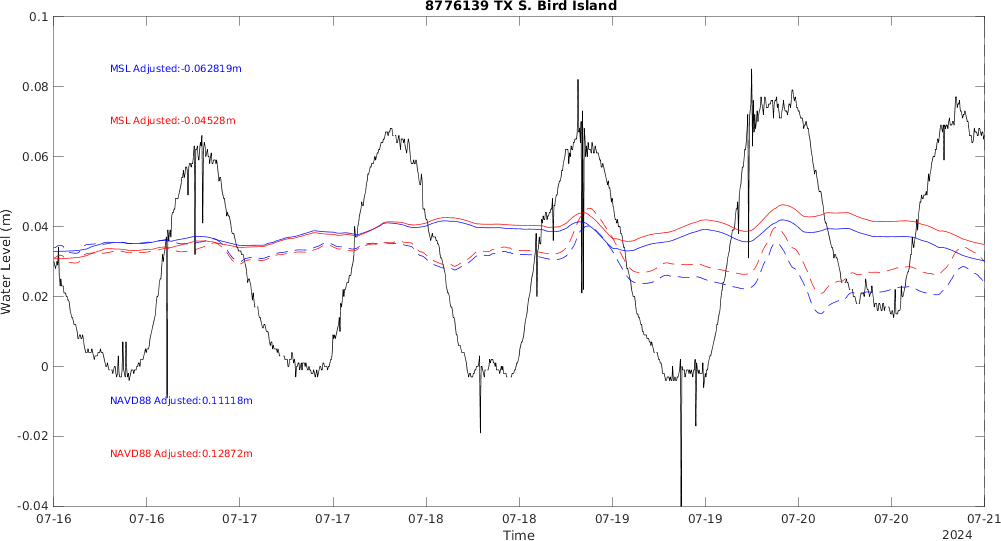 8776139 TX S. Bird Island
0.1
0.08
0.06
0.04
0.02
0
-0.02
-0.04
Water Level (m)
MSL Adjusted:-0.062819m
MSL Adjusted:-0.04528m
NAVD88 Adjusted:0.11118m
NAVD88 Adjusted:0.12872m
07-16 07-16 07-17 07-17 07-18 07-18 07-19 07-19 07-20 07-20 07-21
Time
2024